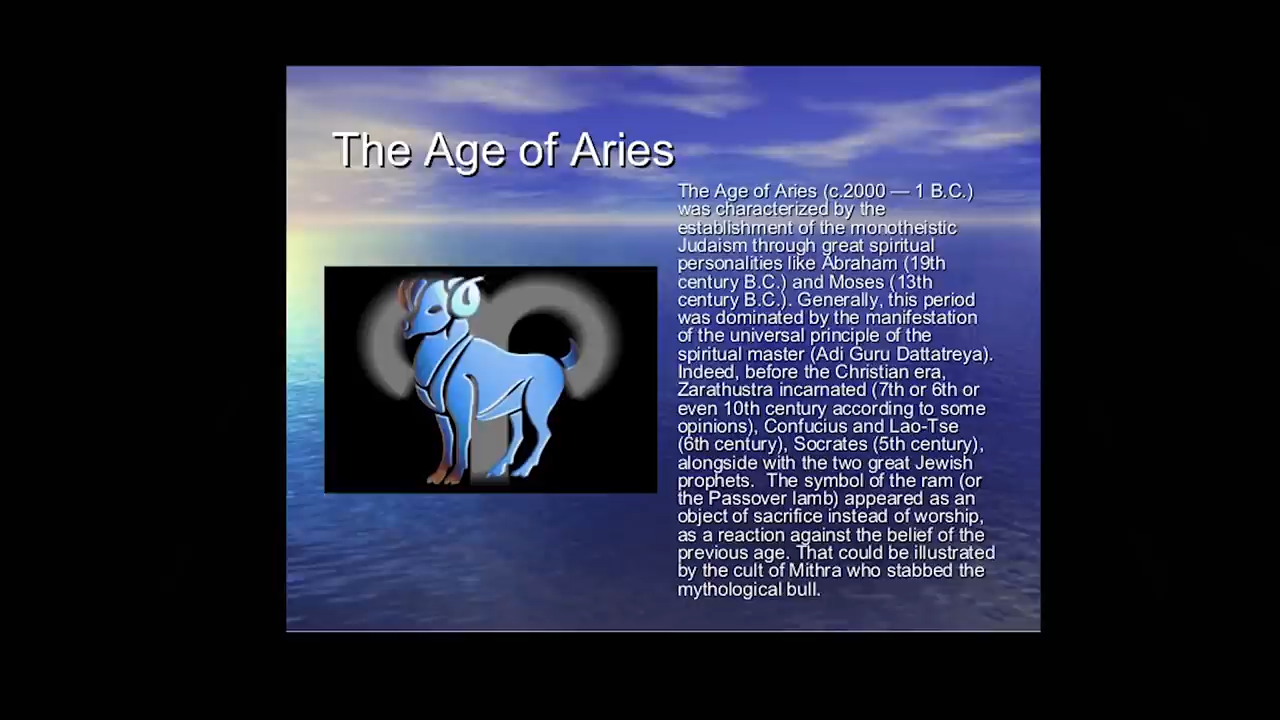 The Age of Aries
The Age of Aries (c.2000 — 1 B.C.)
was characterized by the
establishment of the monotheistic
Judaism through great spiritual
personalities like Abraham (19th
century B.C.) and Moses (13th
century B.C.). Generally, this period
was dominated by the manifestation
of the universal principle of the
spiritual master (Adi Guru Dattatreya).
Indeed, before the Christian era,
Zarathustra incarnated (7th or 6th or
even 10th century according to some
opinions), Confucius and Lao-Tse
(6th century), Socrates (5th century),
alongside with the two great Jewish
prophets.  The symbol of the ram (or
the Passover lamb) appeared as an
object of sacrifice instead of worship,
as a reaction against the belief of the
previous age. That could be illustrated
by the cult of Mithra who stabbed the
mythological bull.